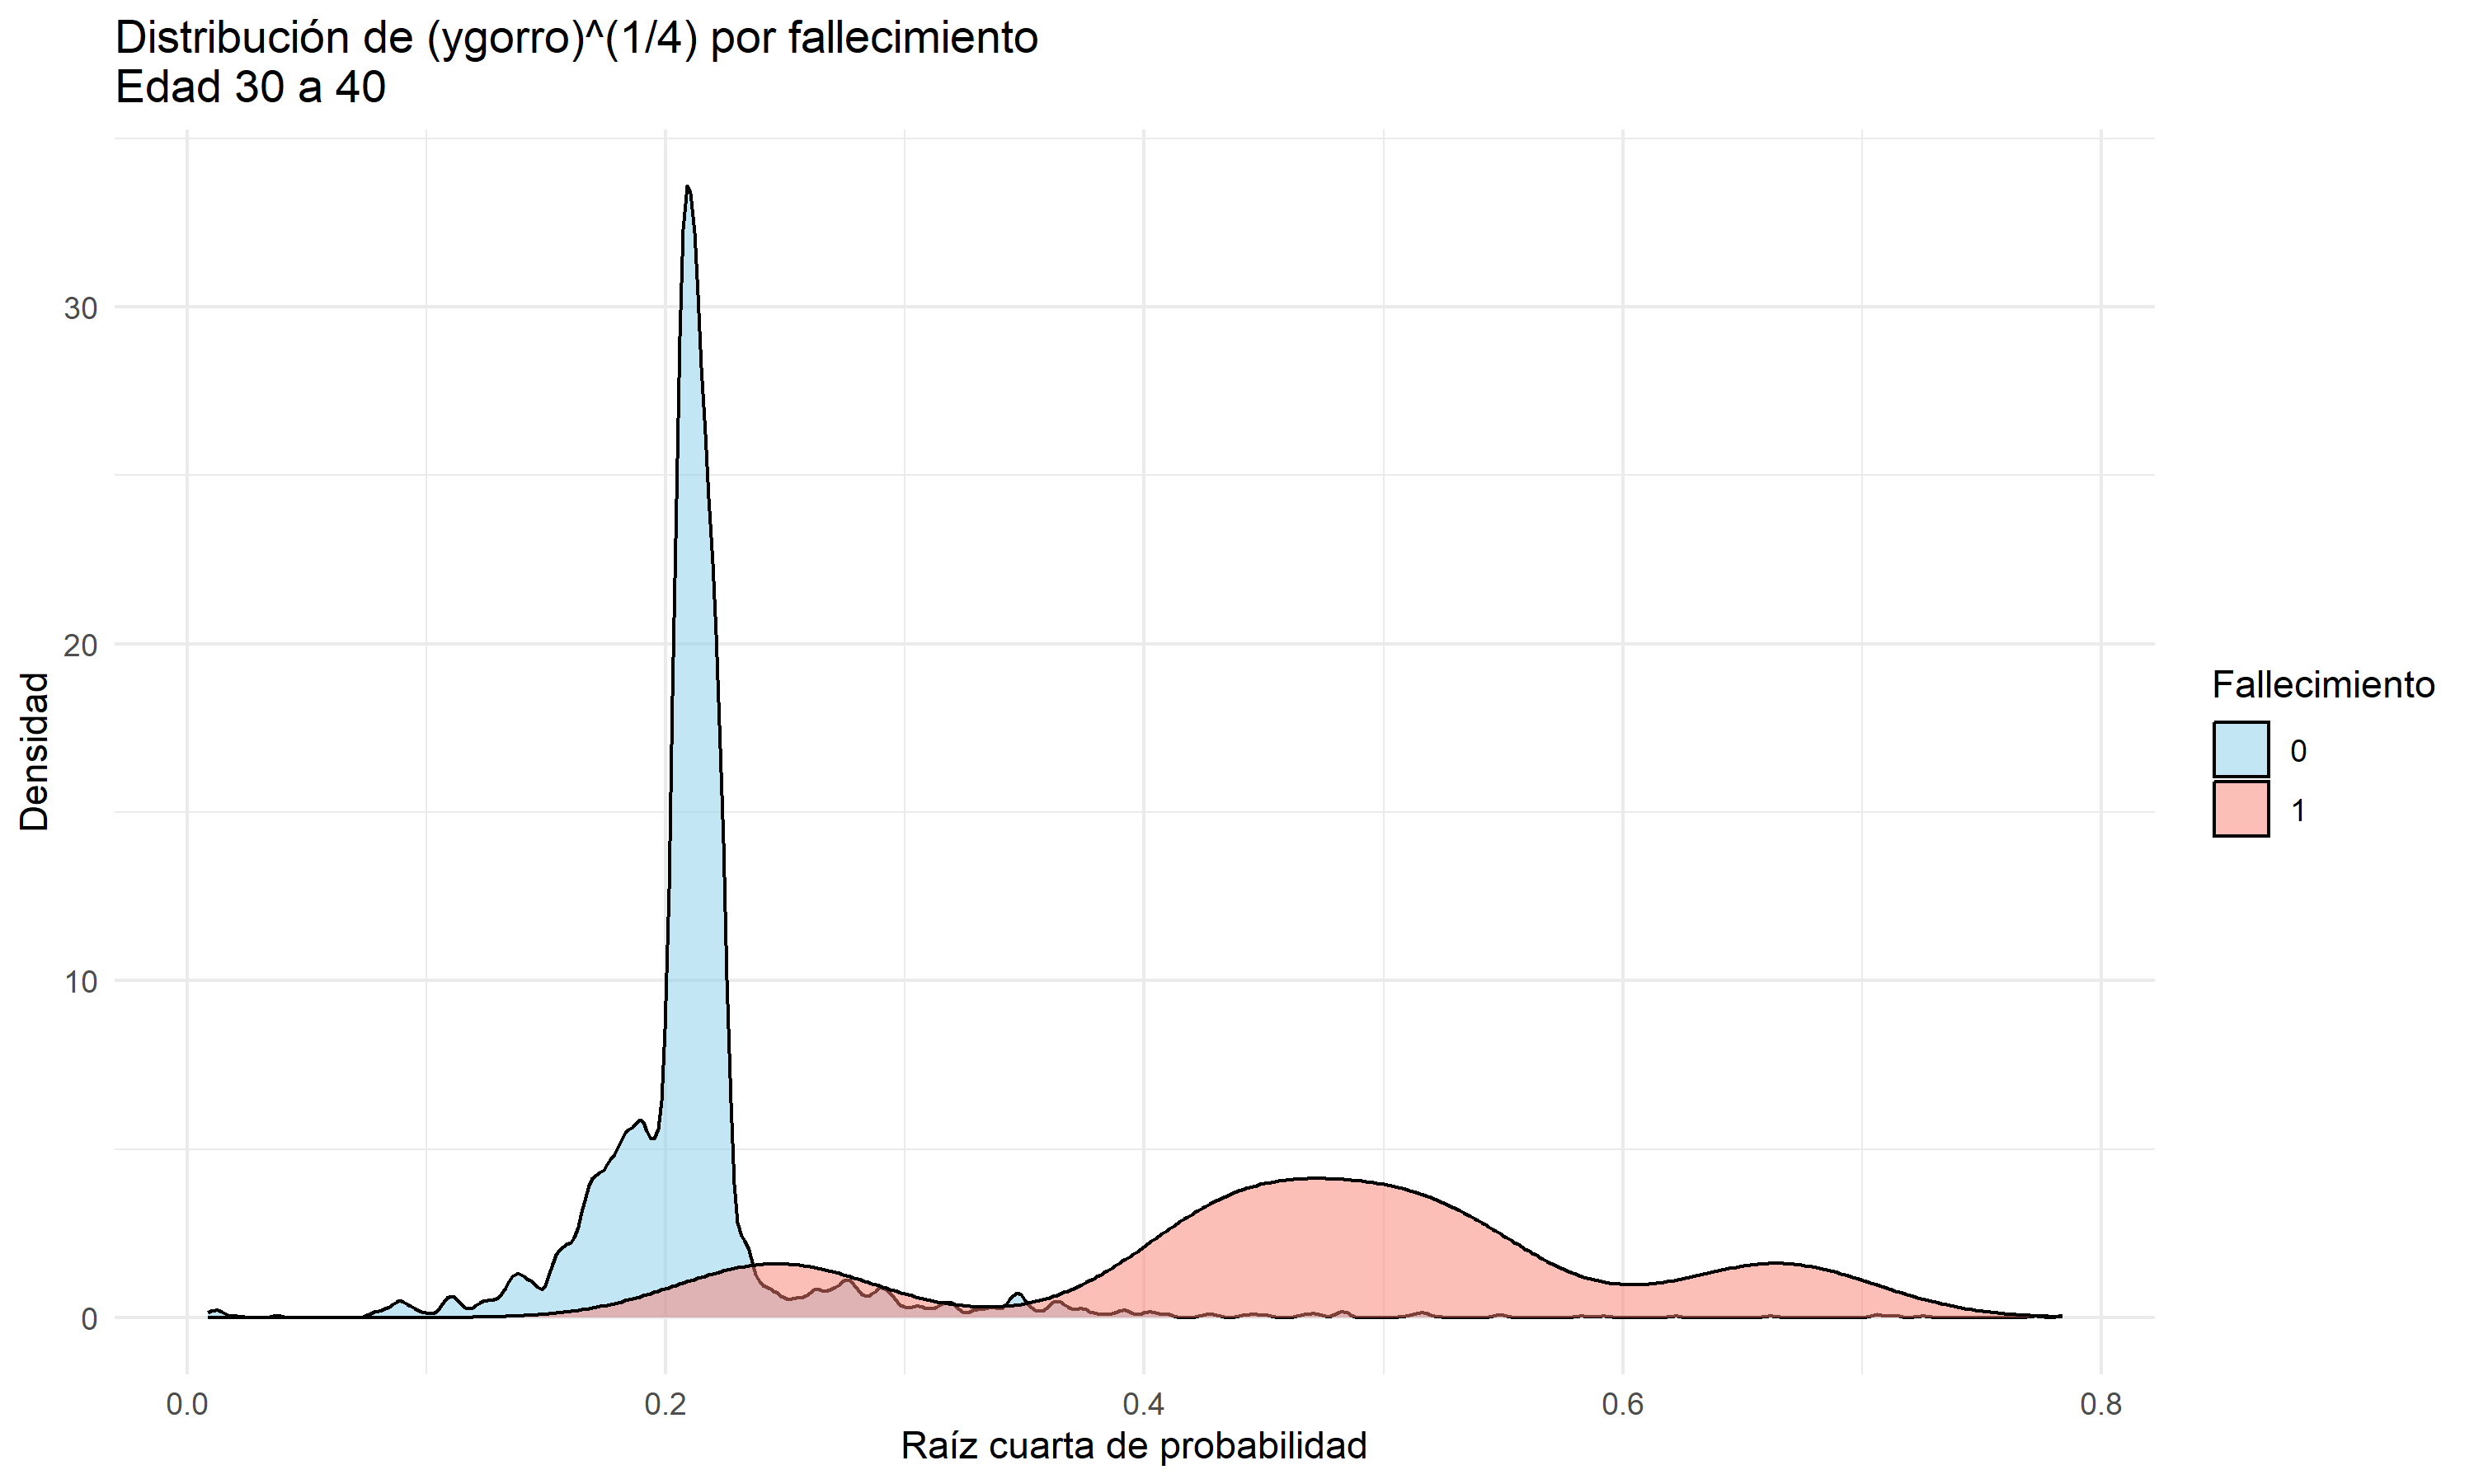 Distribución de (ygorro)^(1/4) por fallecimiento
Edad 30 a 40
Densidad
30
20
10
0
0.0
0.2
0.4
0.6
0.8
Raíz cuarta de probabilidad
Fallecimiento
0
1